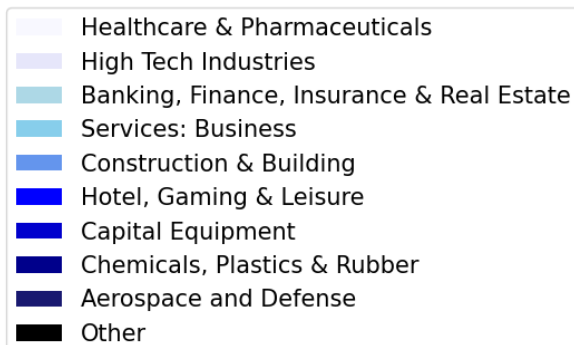 Healthcare & Pharmaceuticals
High Tech Industries
Banking, Finance, Insurance & Real Estate
Services: Business
Construction & Building
Hotel, Gaming & Leisure
Capital Equipment
Chemicals, Plastics & Rubber
Aerospace and Defense
Other